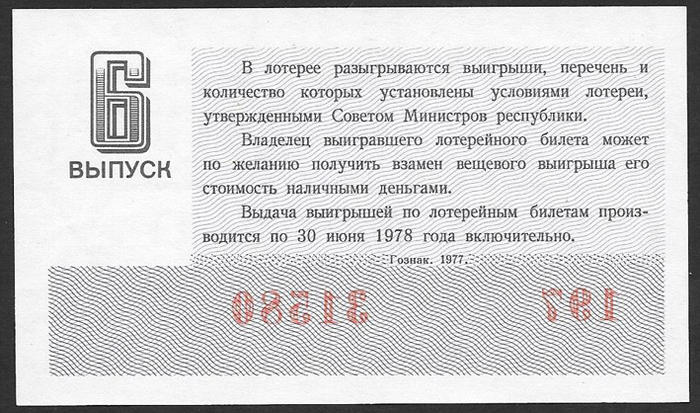 6
ВЫПУСК
В лотерее разыгрываются выигрыши, перечень и
количество которых установлены условиями лотереи,
утвержденными Советом Министров республики.
Владелец выигравшего лотерейного билета может
по желанию получить взамен вещевого выигрыша его
стоимость наличными деньгами.
Выдача выигрышей по лотерейным билетам произ-
водится по 30 июня 1978 года включительно.
Гознак. 1977.